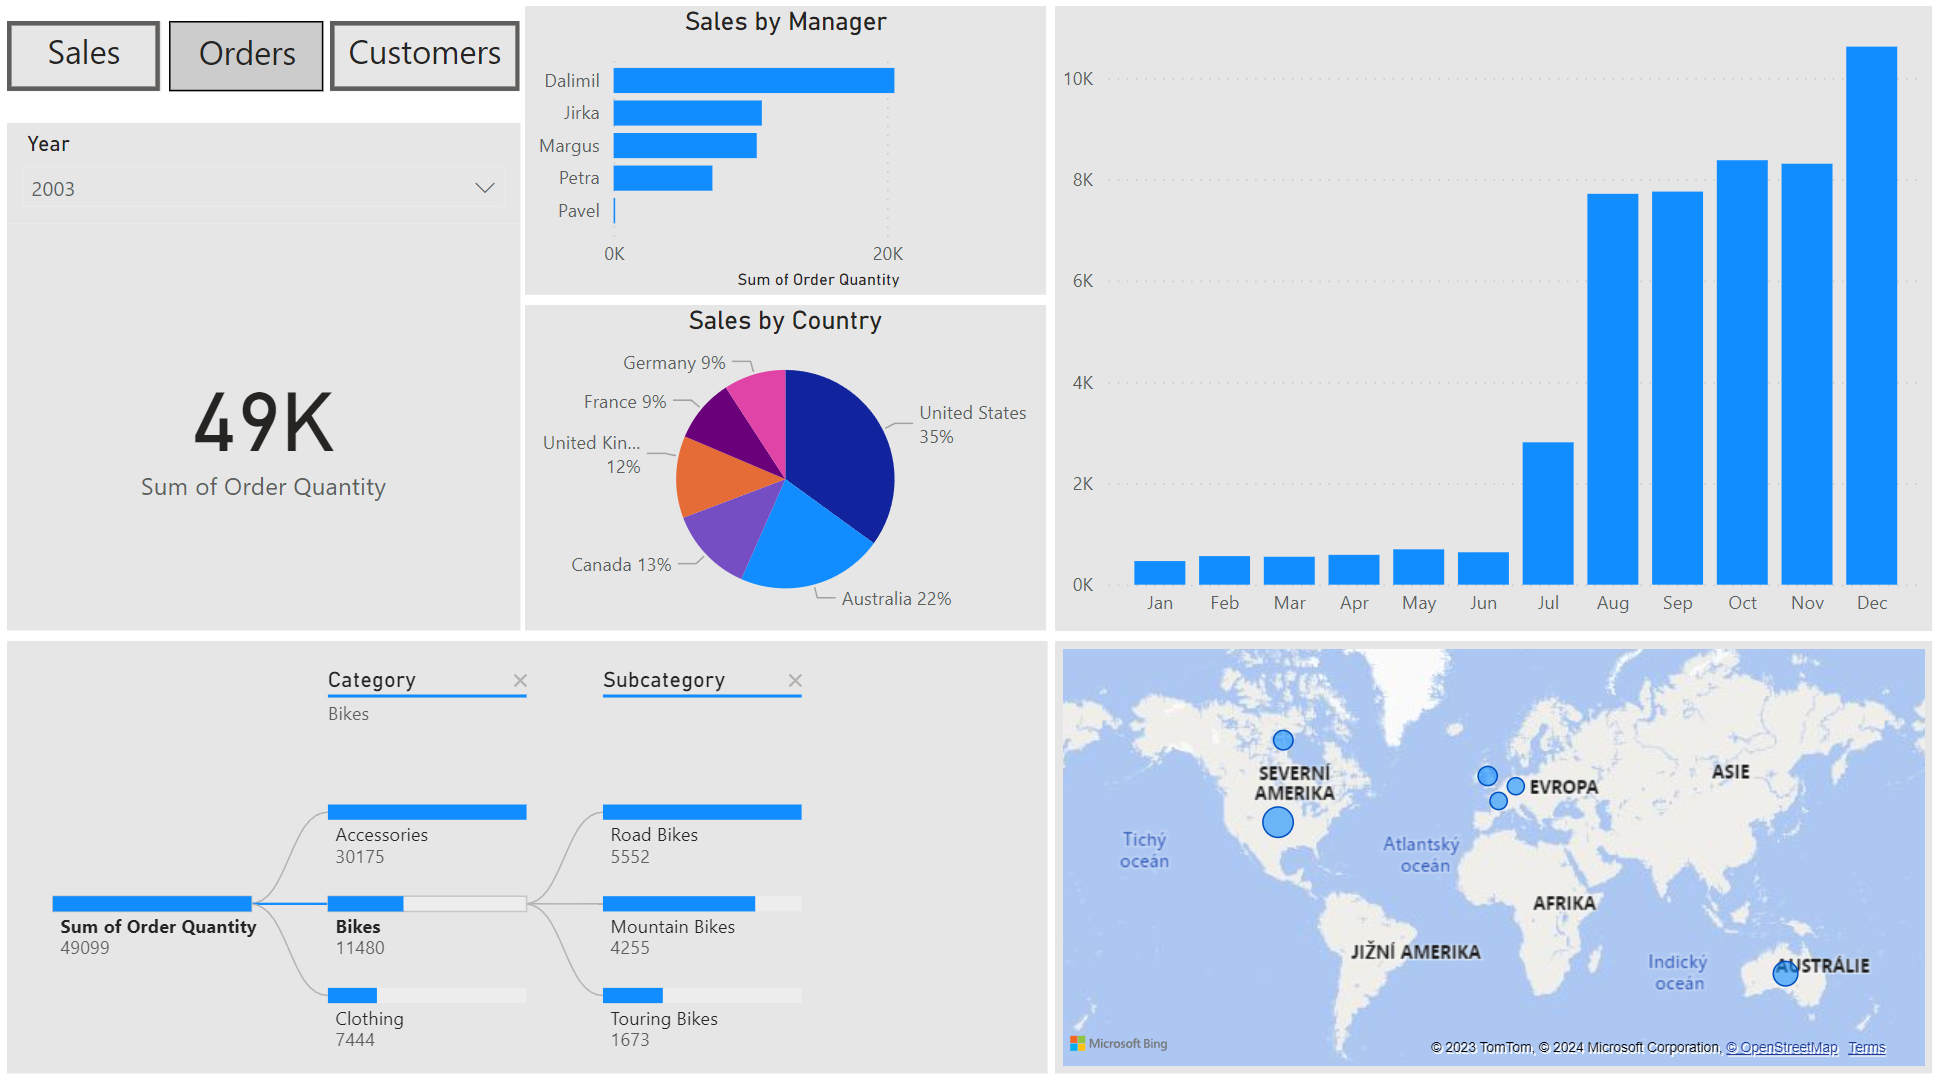 Sales
Orders
Customers
Year
2003
49K
Sum of Order Quantity
Sales by Manager
Dalimil
Jirka
Margus
Petra
Pavel
0K
20K
Sum of Order Quantity
Sales by Country
Germany 9%
France 9%
United Kin...
12%
Canada 13%
United States
35%
Australia 22%
10K
8K
6K
4K
2K
0K
Jan Feb Mar Apr May Jun Jul Aug Sep Oct Nov Dec
Category
Bikes
Subcategory
Sum of Order Quantity
49099
Accessories
30175
Bikes
11480
Clothing
7444
Road Bikes
5552
Mountain Bikes
4255
Touring Bikes
1673
SEVERNÍ
AMERIKA
EVROPA
ASIE
Tichý
oceán
Atlantský
oceán
AFRIKA
JIŽNÍ AMERIKA
Indický
oceán
AUSTRÁLIE
Microsoft Bing
© 2023 TomTom, © 2024 Microsoft Corporation, © OpenStreetMap Terms